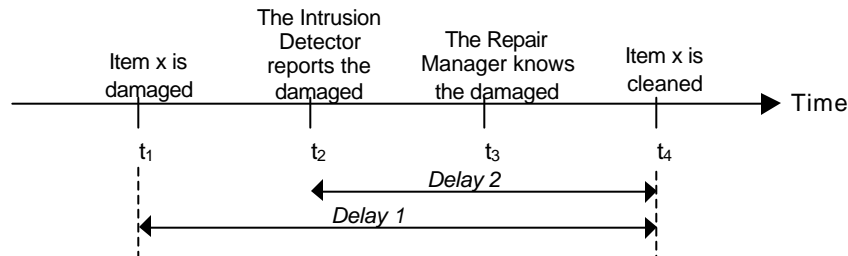 Item x is
damaged
The Intrusion
Detector
reports the
damaged
The Repair
Manager knows
the damaged
Item x is
cleaned
Time
t1
t2
t3
t4
Delay 2
Delay 1